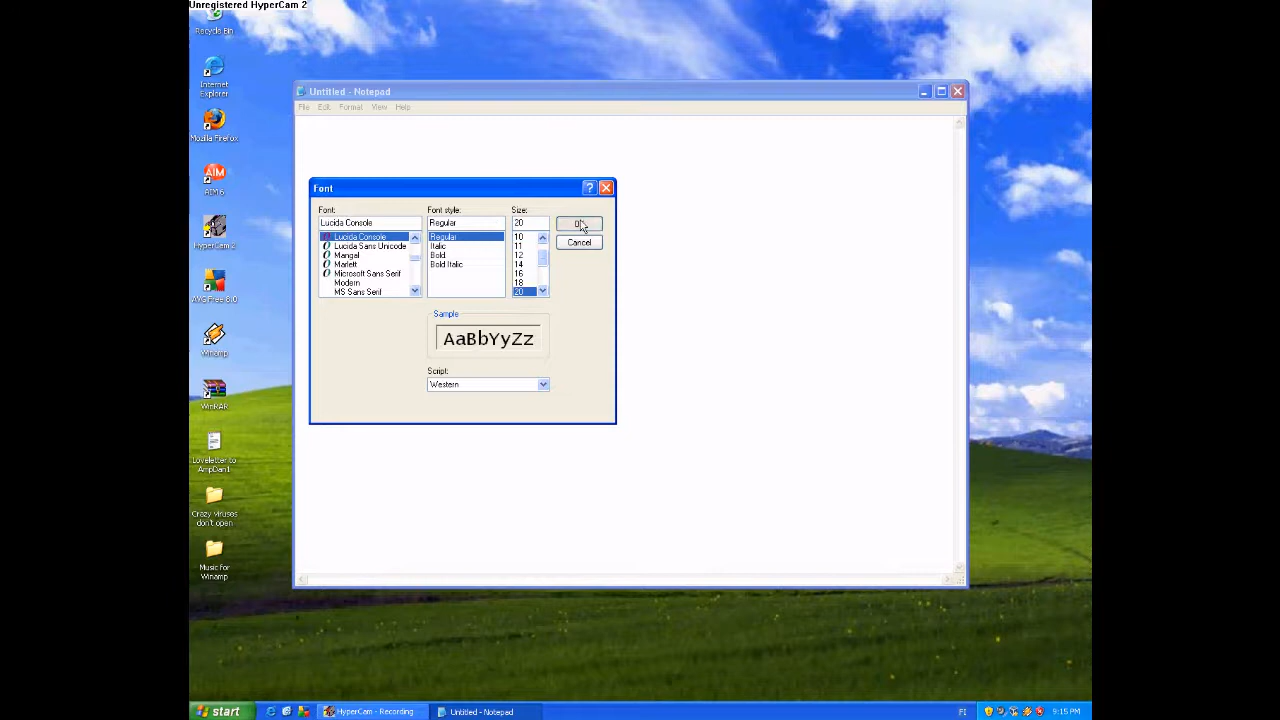 Unregistered HyperCam 2
Recycle Bin
Internet
Explorer
Mozilla Firefox
AIM 6
HyperCam 2
AVG Free 8.0
Winamp
WinRAR
Loveletter to
AmpDan1
Crazy viruses
don't open
Music for
Winamp
Untitled - Notepad
File Edit Format View Help
Font
Font: Font style: Size:
Lucida Console Regular 20
Lucida Console Regular 10
Lucida Sans Unicode Italic 11
Mangal Bold 12
Marlett Bold Italic 14
Microsoft Sans Serif 16
Modern 18
MS Sans Serif 20
Cancel
Sample
AaBbYyZz
Script:
Western
start HyperCam - Recording Untitled - Notepad FI 9:15 PM